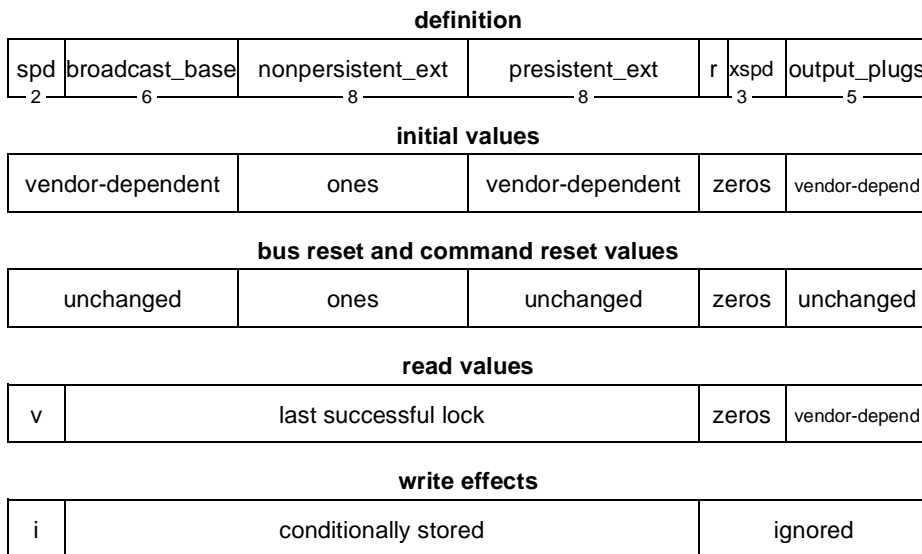 definition
spd broadcast_base nonpersistent_ext presistent_ext r xspd output_plugs
2 6 8 8 3 5
initial values
vendor-dependent ones vendor-dependent zeros vendor-depend
bus reset and command reset values
unchanged ones unchanged zeros unchanged
read values
v last successful lock zeros vendor-depend
write effects
i conditionally stored ignored